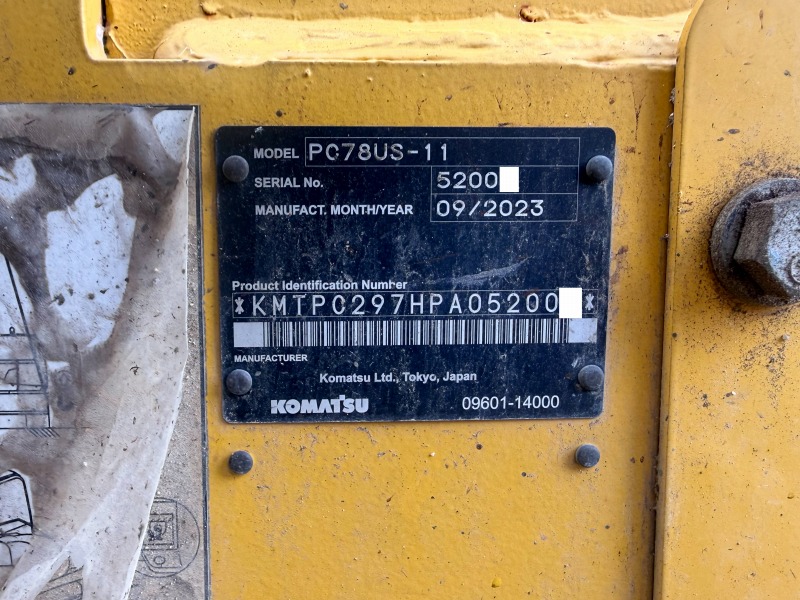 MODEL PC78US-11
SERIAL No. 5200
MANUFACT. MONTH/YEAR 09/2023
Product Identification Number
*KMTPC297HPA05200 *
MANUFACTURER
Komatsu Ltd., Tokyo, Japan
KOMATSU 09601-14000